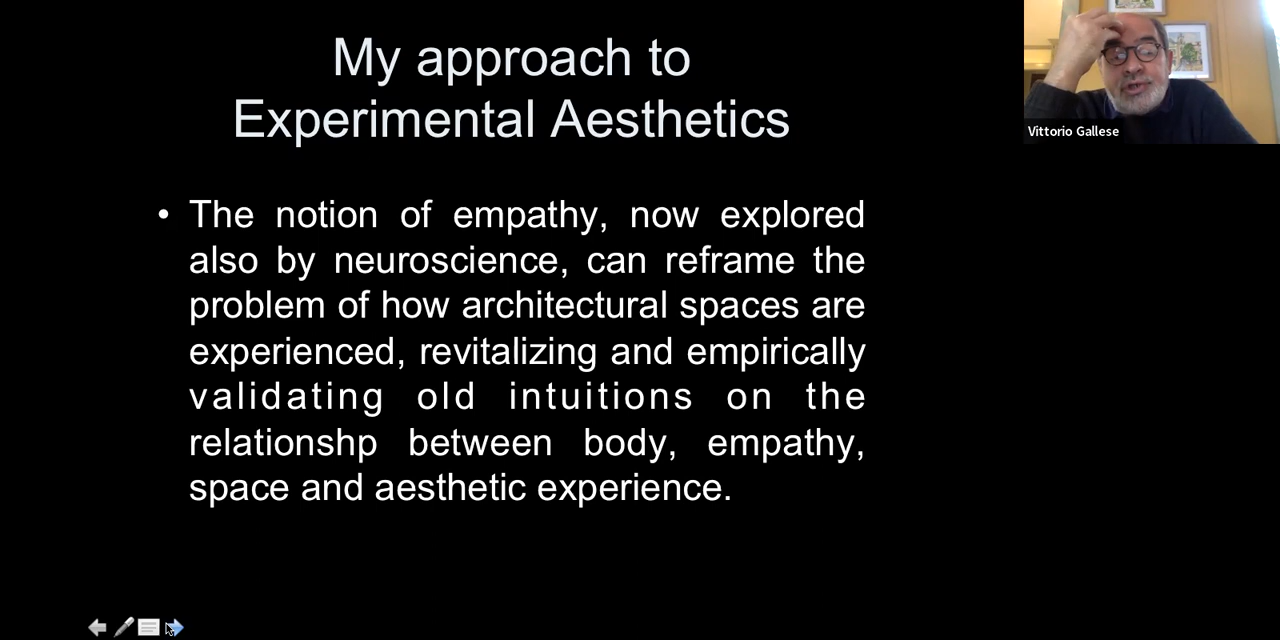 My approach to
Experimental Aesthetics
• The notion of empathy, now explored
also by neuroscience, can reframe the
problem of how architectural spaces are
experienced, revitalizing and empirically
validating old intuitions on the
relationshp between body, empathy,
space and aesthetic experience.
Vittorio Gallese